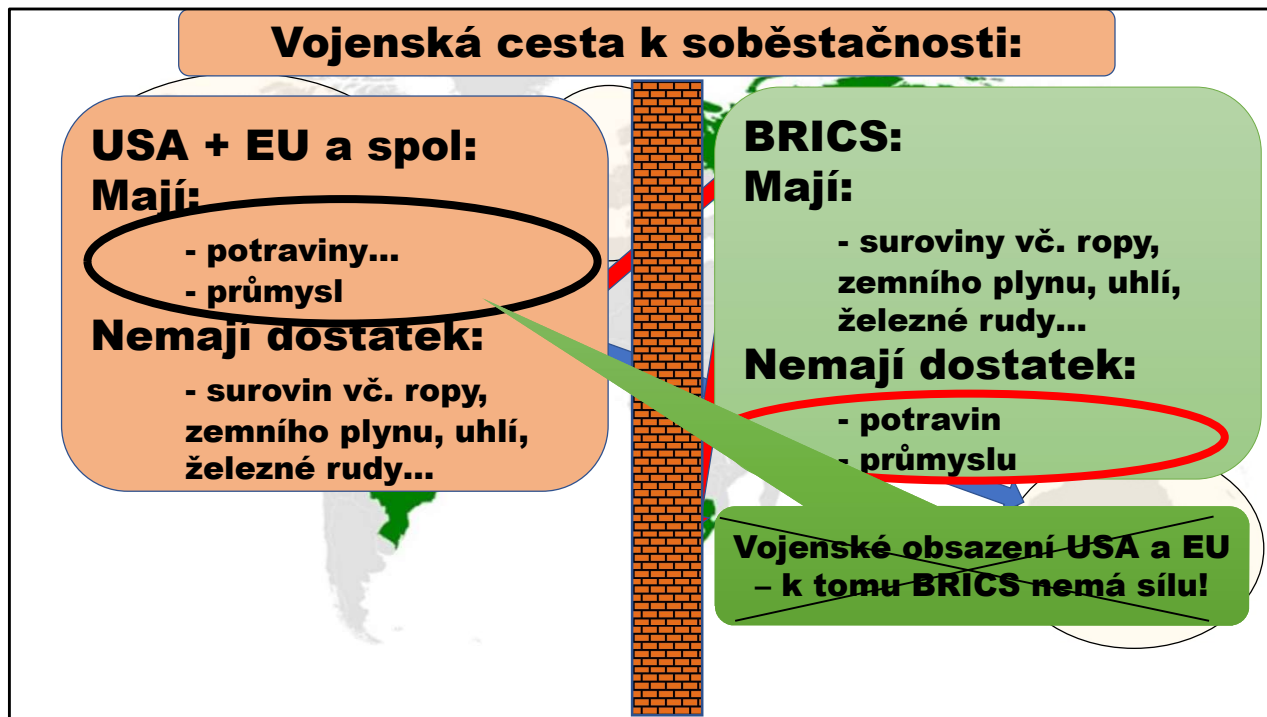 Vojenská cesta k soběstačnosti:
USA + EU a spol:
Mají:
- potraviny...
- průmysl
Nemají dostatek:
- surovin vč. ropy,
zemního plynu, uhlí,
železné rudy...
BRICS:
Mají:
- suroviny vč. ropy,
zemního plynu, uhlí,
železné rudy...
Nemají dostatek:
- potravin
- průmyslu
Vojenské obsazení USA a EU
– k tomu BRICS nemá sílu!